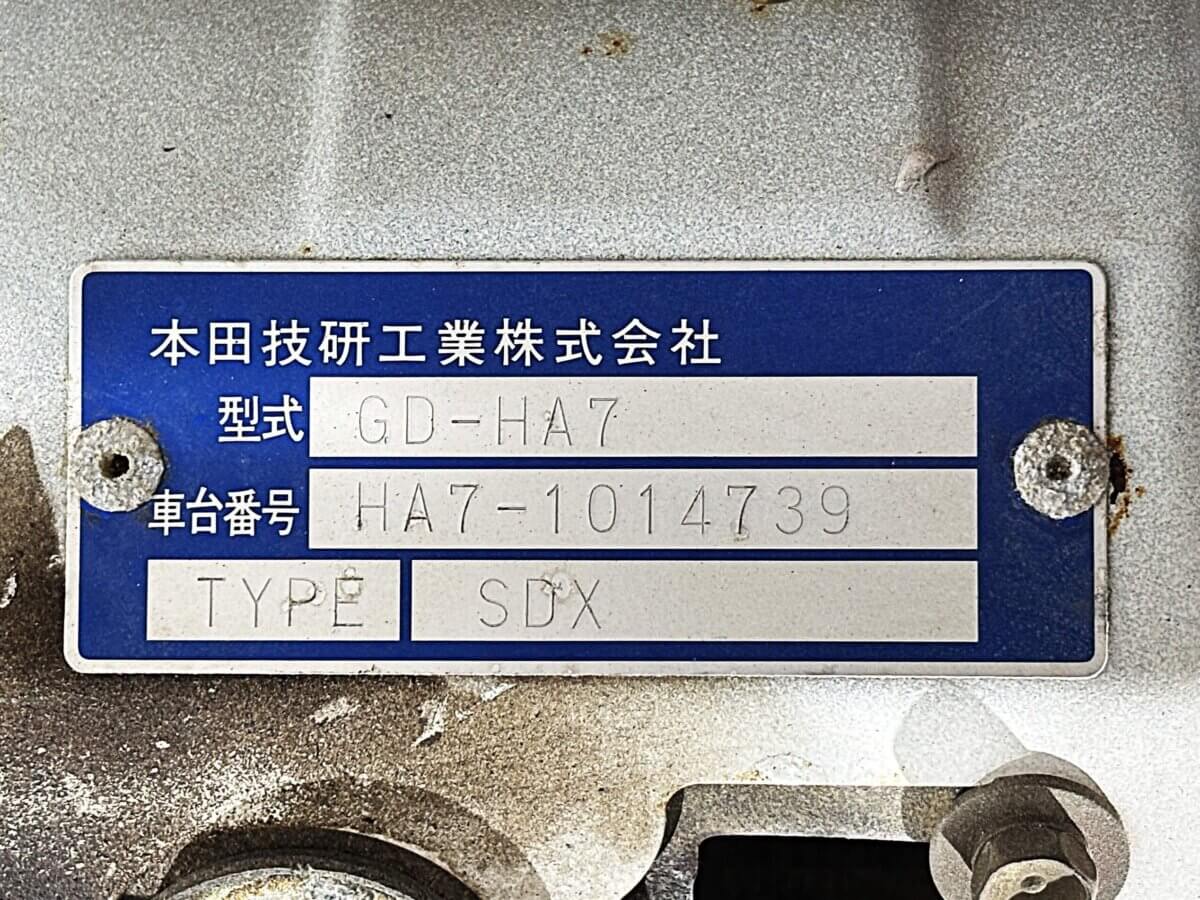 本田技研工業株式会社
型式 GD-HA7
車台番号 HA7-1014739
TYPE SDX